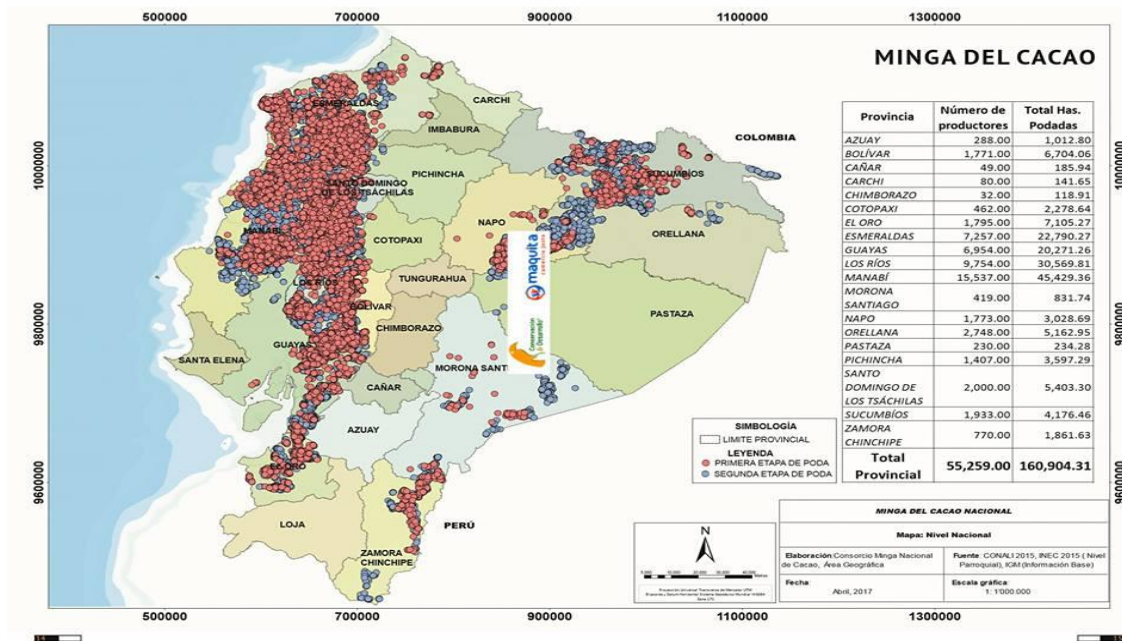 500000 700000 900000 1100000 1300000
MINGA DEL CACAO
Provincia Número de productores Total Has. Podadas
AZUAY 288.00 1,012.80
BOLÍVAR 1,771.00 6,704.06
CAÑAR 49.00 185.94
CARCHI 80.00 141.65
CHIMBORAZO 32.00 118.91
COTOPAXI 462.00 2,278.64
EL ORO 1,795.00 7,105.27
ESMERALDAS 7,257.00 22,790.27
GUAYAS 6,954.00 20,271.26
LOS RÍOS 9,754.00 30,569.81
MANABÍ 15,537.00 45,429.36
MORONA SANTIAGO 419.00 831.74
NAPO 1,773.00 3,028.69
ORELLANA 2,748.00 5,162.95
PASTAZA 230.00 234.28
PICHINCHA 1,407.00 3,597.29
SANTO DOMINGO DE LOS TSÁCHILAS 2,000.00 5,403.30
SUCUMBÍOS 1,933.00 4,176.46
ZAMORA CHINCHIPE 770.00 1,861.63
Total Provincial 55,259.00 160,904.31
ESMERALDAS
CARCHI
IMBABURA
COLOMBIA
PICHINCHA
SUCUMBÍOS
SANTO DOMINGO
DE LOS TSÁCHILAS
MANABÍ
COTOPAXI
NAPO
ORELLANA
LOS RÍOS
TUNGURAHUA
BOLÍVAR
CHIMBORAZO
PASTAZA
GUAYAS
SANTA ELENA
MORONA SANT
CAÑAR
AZUAY
EL ORO
LOJA
PERÚ
ZAMORA
CHINCHIPE
maquita
Conservación
& Desarrollo
10000000
9800000
9600000
10000000
9800000
9600000
SIMBOLOGÍA
LIMITE PROVINCIAL
LEYENDA
PRIMERA ETAPA DE PODA
SEGUNDA ETAPA DE PODA
N
MINGA DEL CACAO NACIONAL
Mapa: Nivel Nacional
Elaboración:Consorcio Minga Nacional
de Cacao, Área Geográfica
Fuente: CONALI 2015, INEC 2015 ( Nivel
Parroquial), IGM (Información Base)
Fecha:
Abril, 2017
Escala gráfica:
1: 1'000.000
500000 700000 900000 1100000 1300000